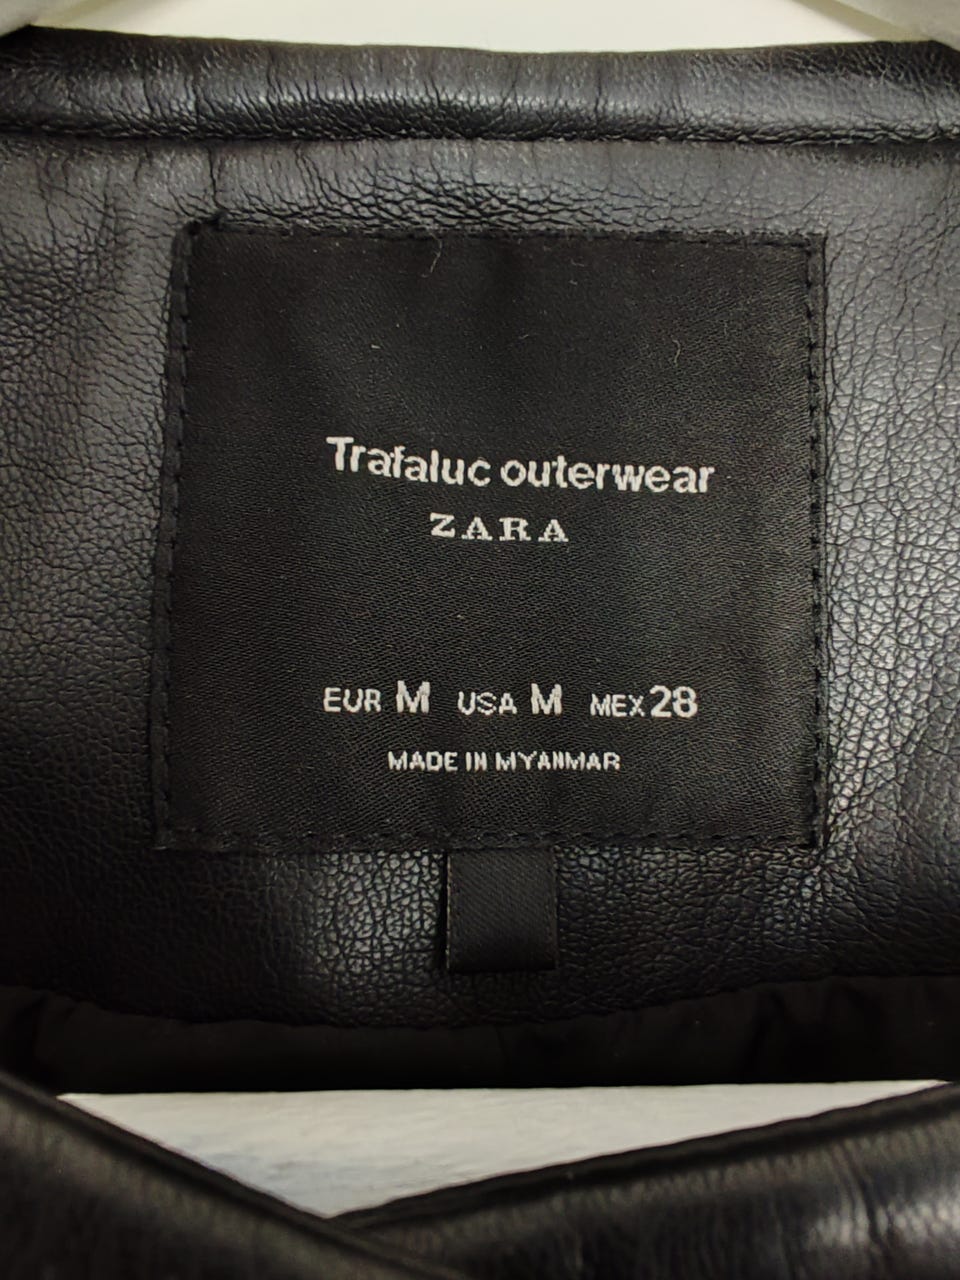 Trafaluc outerwear
ZARA
EUR M USA M MEX 28
MADE IN MYANMAR